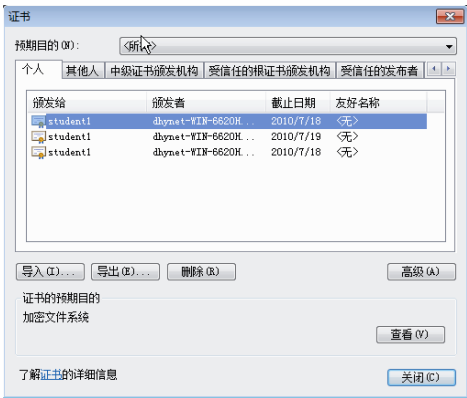 证书
预期目的(N): <所
个人 其他人 中级证书颁发机构 受信任的根证书颁发机构 受信任的发布者
颁发给 颁发者 截止日期 友好名称
student1 dhynet-WIN-6620H... 2010/7/18 <无>
student1 dhynet-WIN-6620H... 2010/7/19 <无>
student1 dhynet-WIN-6620H... 2010/7/18 <无>
导入(I)... 导出(E)... 删除(R) 高级(A)
证书的预期目的
加密文件系统
查看(V)
了解证书的详细信息
关闭(C)